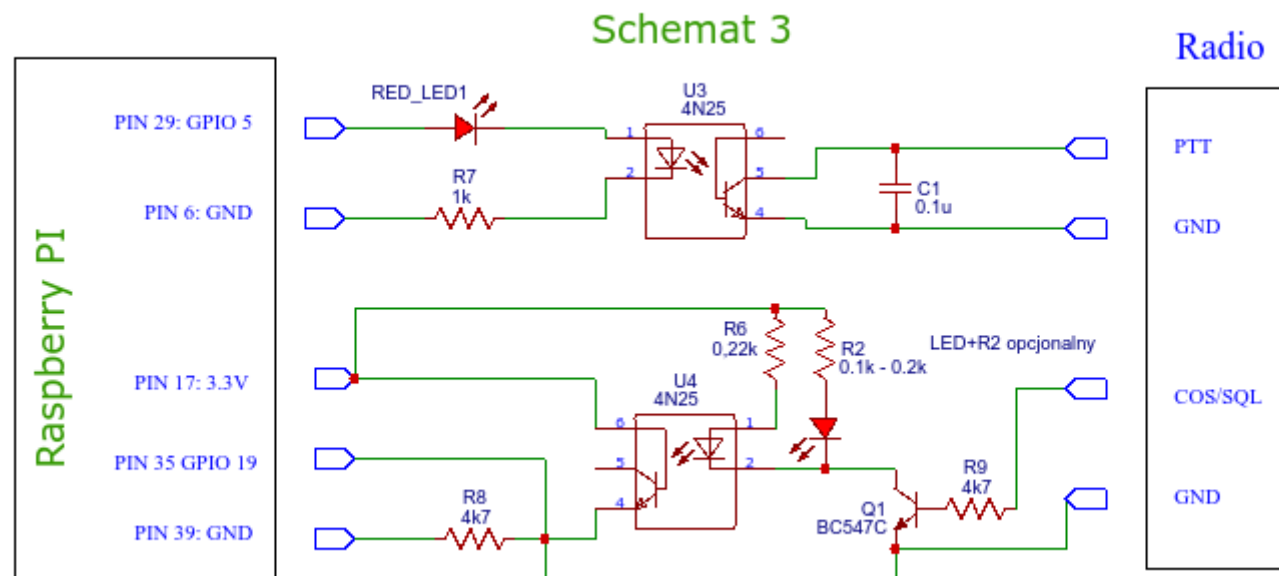 Schemat 3
Radio
Raspberry PI
PIN 29: GPIO 5
RED_LED1
U3
4N25
1
2
6
5
4
PTT
R7
1k
C1
0.1u
PIN 6: GND
GND
R6
0,22k
R2
0.1k - 0.2k
LED+R2 opcjonalny
PIN 17: 3.3V
U4
4N25
6
5
4
1
2
COS/SQL
PIN 35 GPIO 19
R8
4k7
R9
4k7
Q1
BC547C
GND
PIN 39: GND